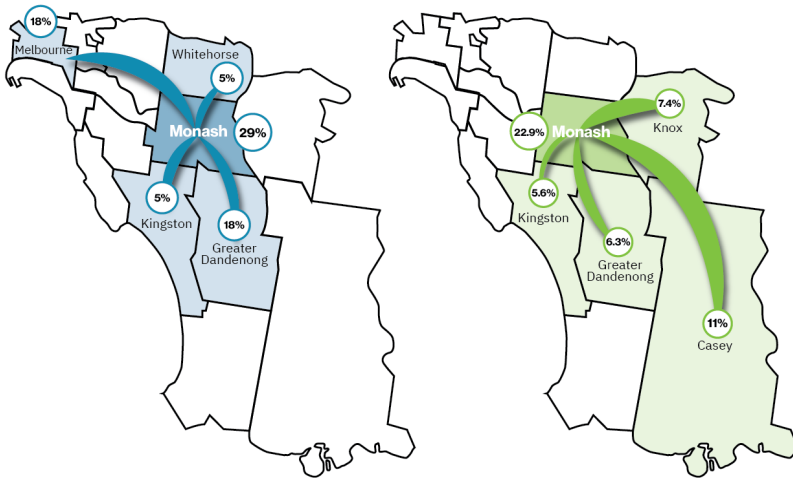 18%
Melbourne
Whitehorse
5%
Monash
29%
5%
Kingston
18%
Greater
Dandenong
7.4%
Knox
22.9%
Monash
5.6%
Kingston
6.3%
Greater
Dandenong
11%
Casey